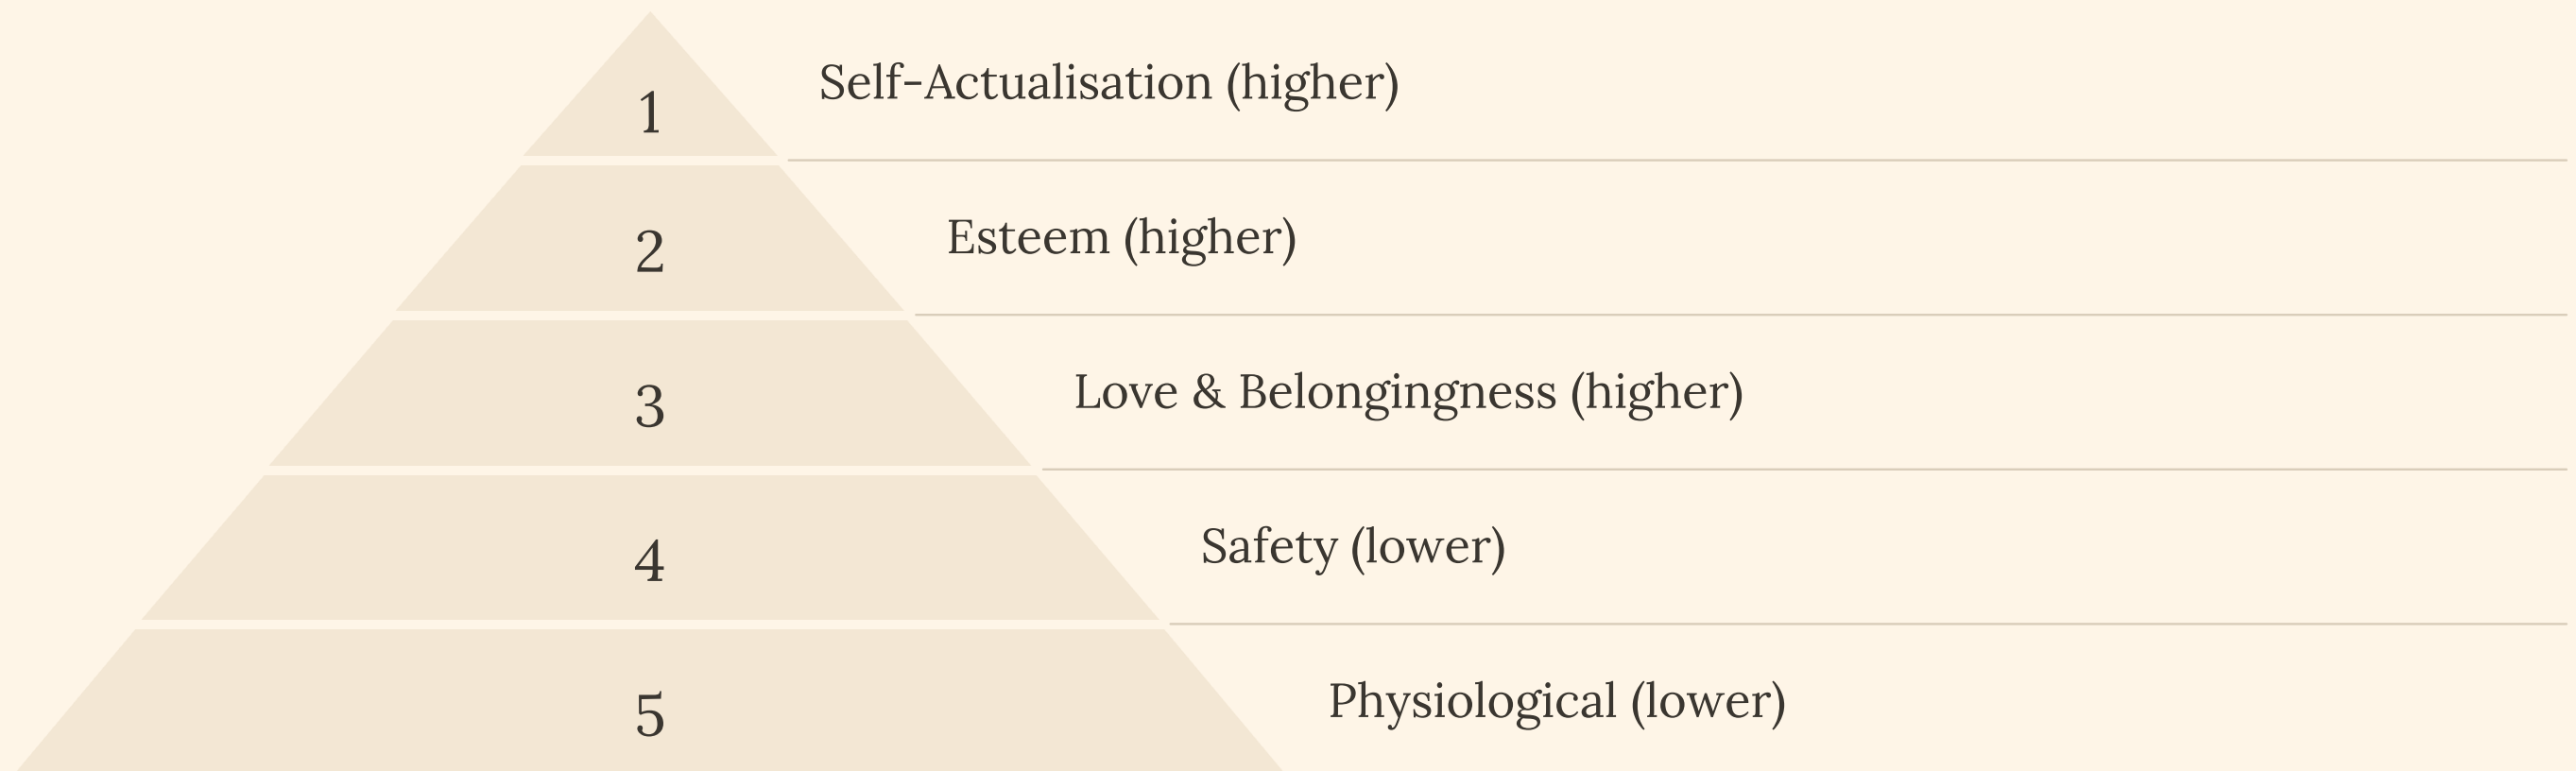 1
Self-Actualisation (higher)
2
Esteem (higher)
3
Love & Belongingness (higher)
4
Safety (lower)
5
Physiological (lower)